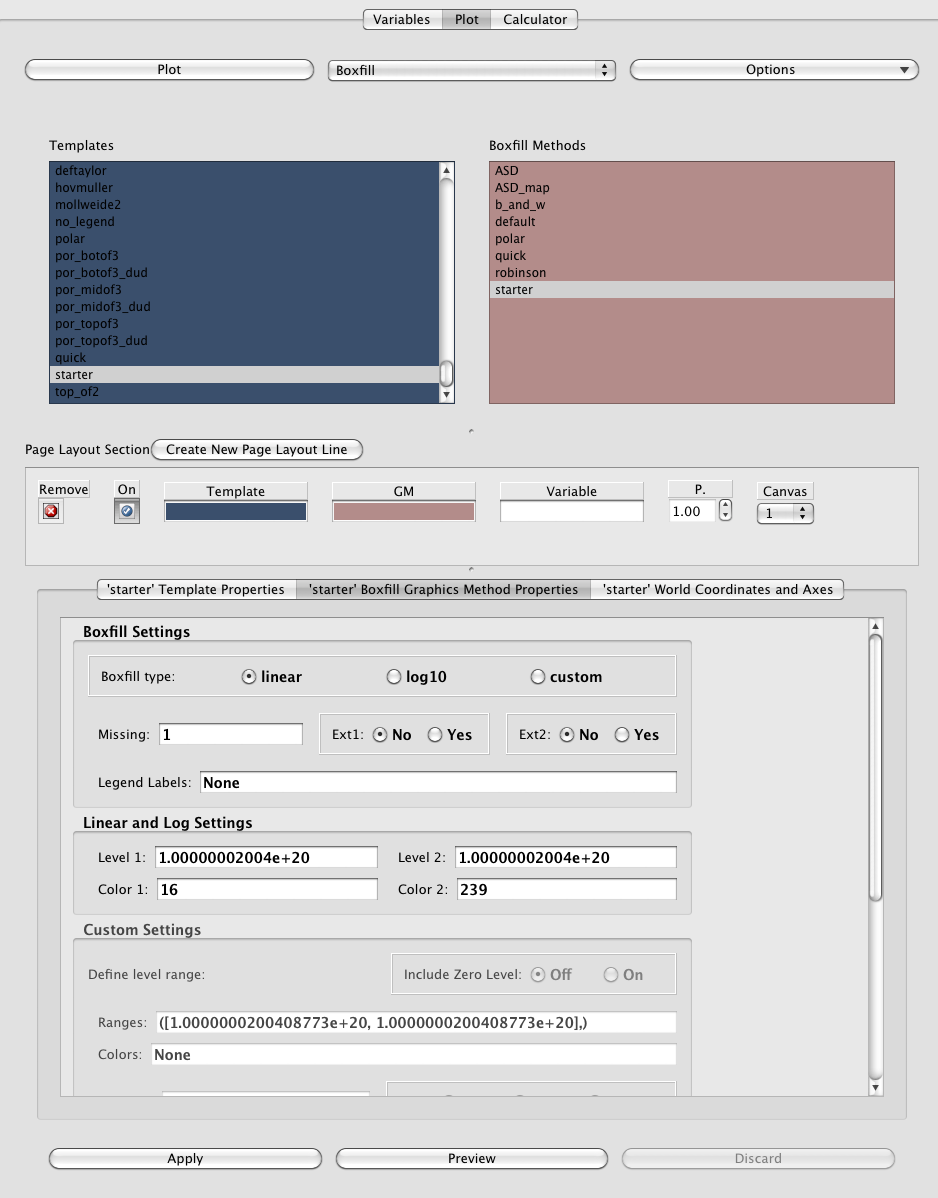 Variables Plot Calculator
Plot Boxfill Options
Templates
deftaylor
hovmuller
mollweide2
no_legend
polar
por_botof3
por_botof3_dud
por_midof3
por_midof3_dud
por_topof3
por_topof3_dud
quick
starter
top_of2
Boxfill Methods
ASD
ASD_map
b_and_w
default
polar
quick
robinson
starter
Page Layout Section Create New Page Layout Line
Remove On Template GM Variable P. Canvas
1.00 1
'starter' Template Properties 'starter' Boxfill Graphics Method Properties 'starter' World Coordinates and Axes
Boxfill Settings
Boxfill type: linear log10 custom
Missing: 1 Ext1: No Yes Ext2: No Yes
Legend Labels: None
Linear and Log Settings
Level 1: 1.00000002004e+20 Level 2: 1.00000002004e+20
Color 1: 16 Color 2: 239
Custom Settings
Define level range: Include Zero Level: Off On
Ranges: ([1.0000000200408773e+20, 1.0000000200408773e+20],)
Colors: None
Apply Preview Discard